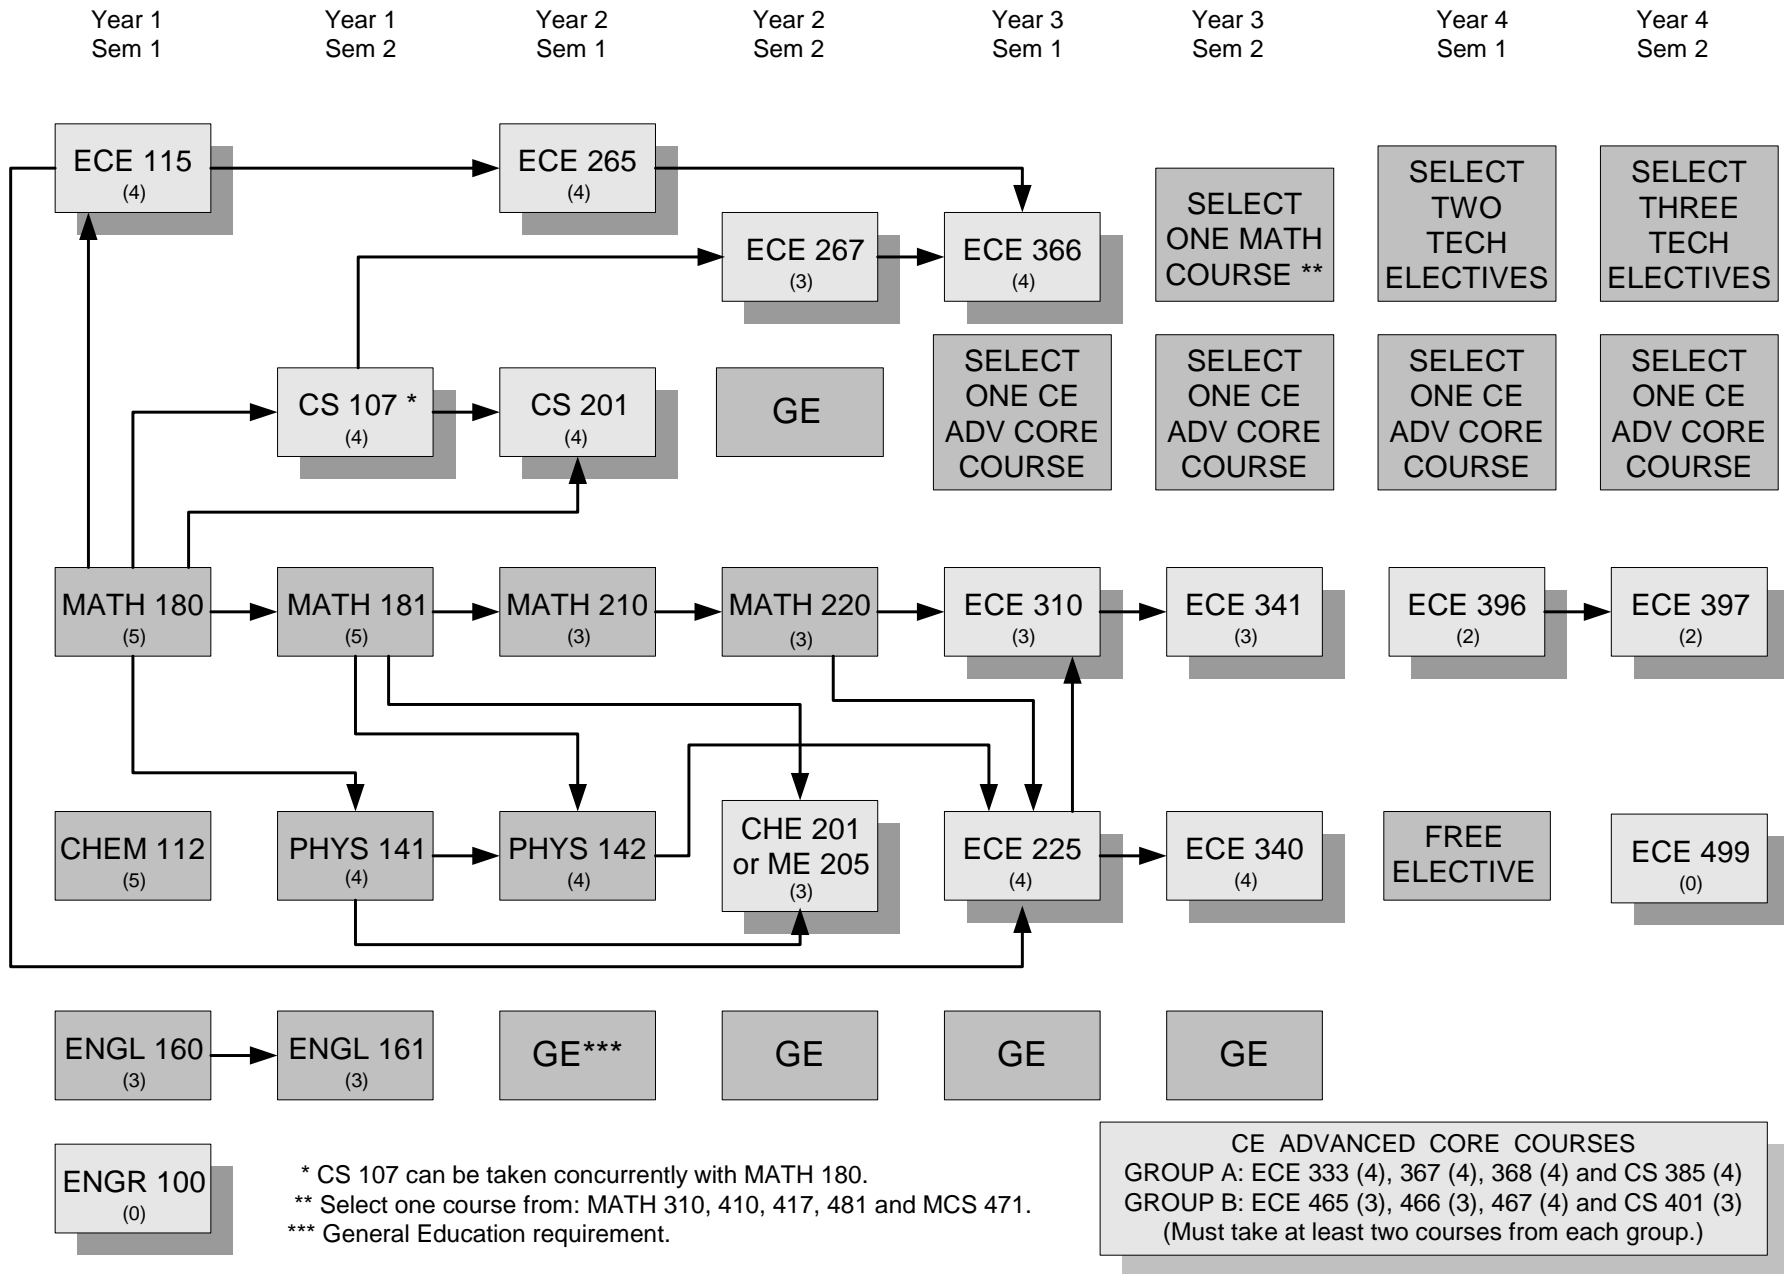 Year 1
Sem 1
Year 1
Sem 2
Year 2
Sem 1
Year 2
Sem 2
Year 3
Sem 1
Year 3
Sem 2
Year 4
Sem 1
Year 4
Sem 2
ECE 115
(4)
ECE 265
(4)
ECE 267
(3)
ECE 366
(4)
SELECT
ONE MATH
COURSE **
SELECT
TWO
TECH
ELECTIVES
SELECT
THREE
TECH
ELECTIVES
CS 107 *
(4)
CS 201
(4)
GE
SELECT
ONE CE
ADV CORE
COURSE
SELECT
ONE CE
ADV CORE
COURSE
SELECT
ONE CE
ADV CORE
COURSE
SELECT
ONE CE
ADV CORE
COURSE
MATH 180
(5)
MATH 181
(5)
MATH 210
(3)
MATH 220
(3)
ECE 310
(3)
ECE 341
(3)
ECE 396
(2)
ECE 397
(2)
CHEM 112
(5)
PHYS 141
(4)
PHYS 142
(4)
CHE 201
or ME 205
(3)
ECE 225
(4)
ECE 340
(4)
FREE
ELECTIVE
ECE 499
(0)
ENGL 160
(3)
ENGL 161
(3)
GE***
GE
GE
GE
ENGR 100
(0)
* CS 107 can be taken concurrently with MATH 180.
** Select one course from: MATH 310, 410, 417, 481 and MCS 471.
*** General Education requirement.
CE ADVANCED CORE COURSES
GROUP A: ECE 333 (4), 367 (4), 368 (4) and CS 385 (4)
GROUP B: ECE 465 (3), 466 (3), 467 (4) and CS 401 (3)
(Must take at least two courses from each group.)